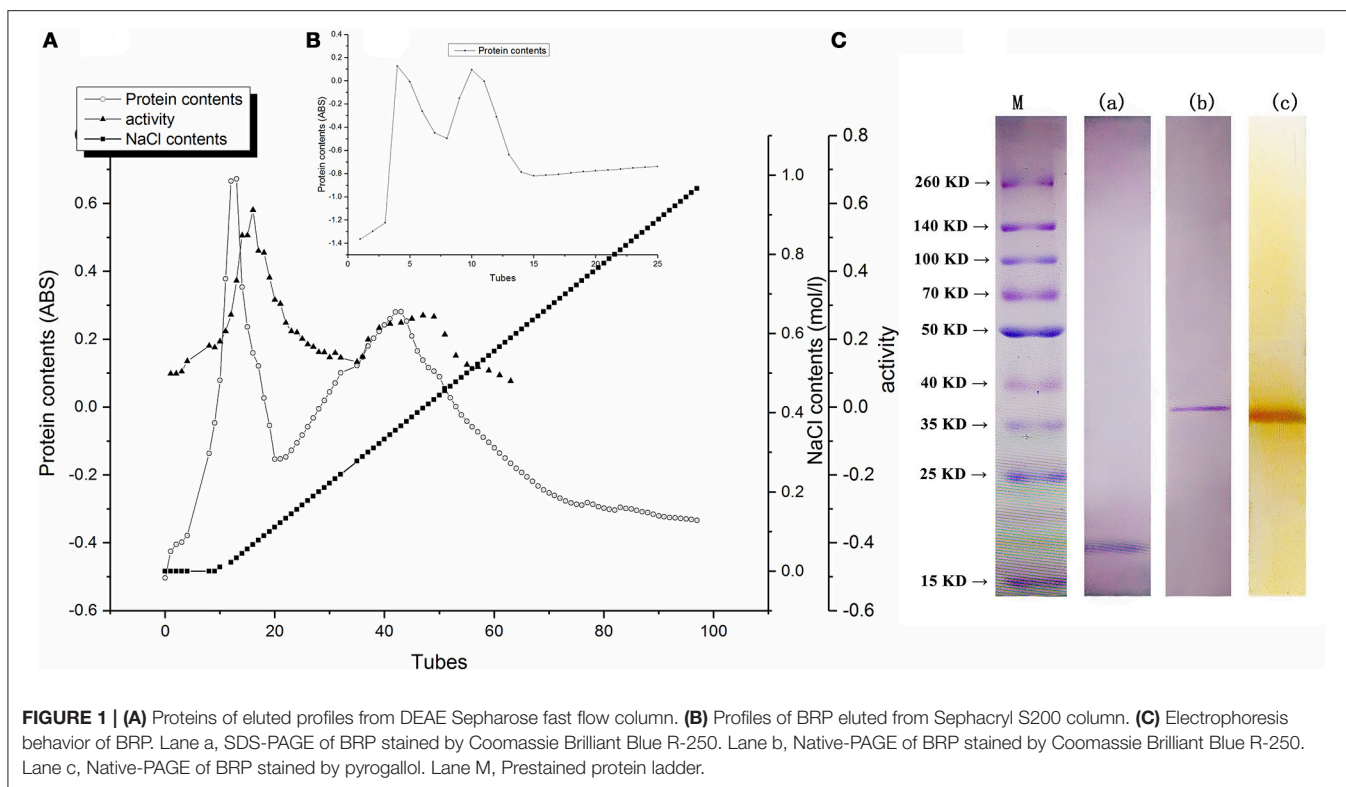 A
B
C
Protein contents
activity
NaCl contents
Protein contents (ABS)
0.6
0.4
0.2
0.0
-0.2
-0.4
-0.6
0
20
40
60
80
100
Tubes
1.0
0.8
0.6
0.4
0.2
0.0
NaCl contents (mol/l)
0.8
0.6
0.4
0.2
0.0
-0.2
-0.4
-0.6
activity
Protein contents
Protein contents (ABS)
0.4
0.2
0.0
-0.2
-0.4
-0.6
-0.8
-1.0
-1.2
-1.4
0
5
10
15
20
25
Tubes
M (a) (b) (c)
260 KD →
140 KD →
100 KD →
70 KD →
50 KD →
40 KD →
35 KD →
25 KD →
15 KD →
FIGURE 1 | (A) Proteins of eluted profiles from DEAE Sepharose fast flow column. (B) Profiles of BRP eluted from Sephacryl S200 column. (C) Electrophoresis
behavior of BRP. Lane a, SDS-PAGE of BRP stained by Coomassie Brilliant Blue R-250. Lane b, Native-PAGE of BRP stained by Coomassie Brilliant Blue R-250.
Lane c, Native-PAGE of BRP stained by pyrogallol. Lane M, Prestained protein ladder.